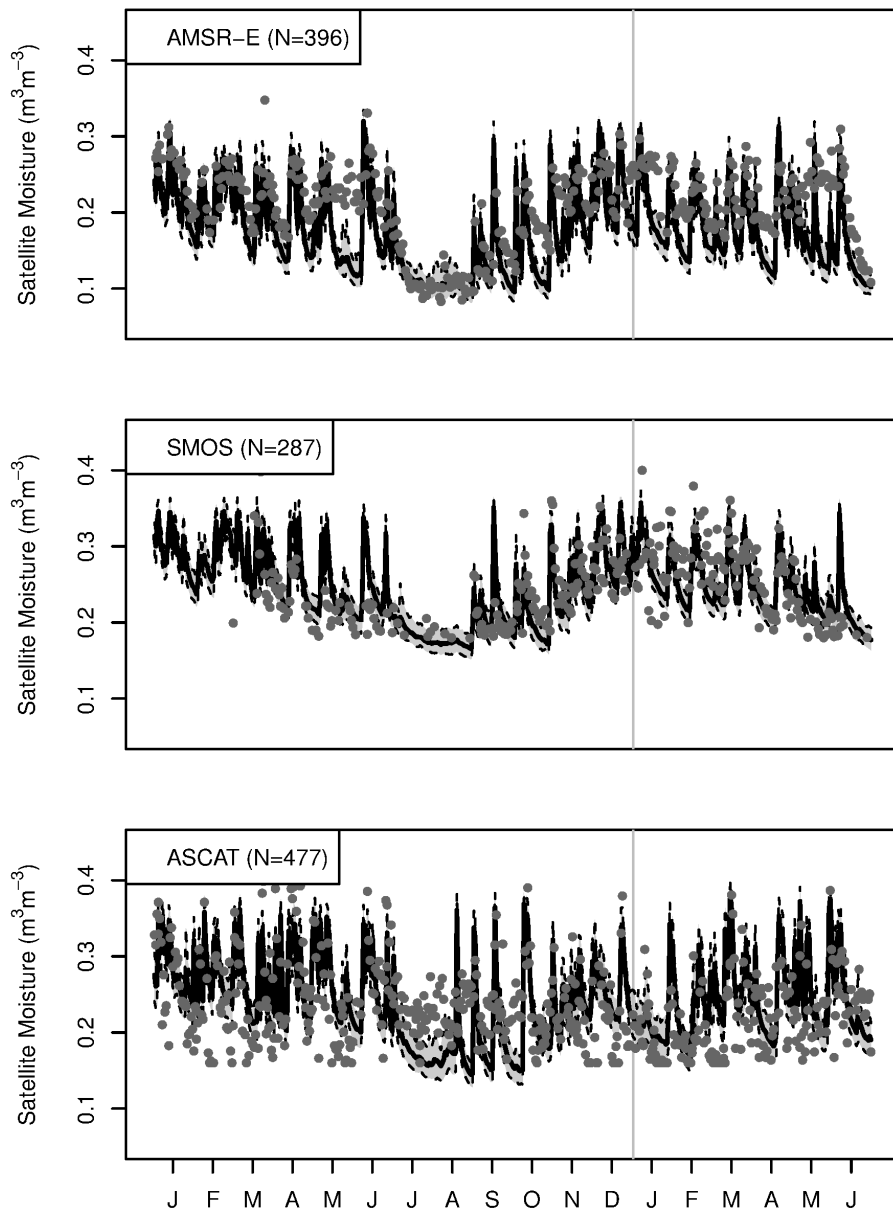 AMSR−E (N=396)
Satellite Moisture (m³m⁻³)
0.4
0.3
0.2
0.1
SMOS (N=287)
Satellite Moisture (m³m⁻³)
0.4
0.3
0.2
0.1
ASCAT (N=477)
Satellite Moisture (m³m⁻³)
0.4
0.3
0.2
0.1
J F M A M J J A S O N D J F M A M J